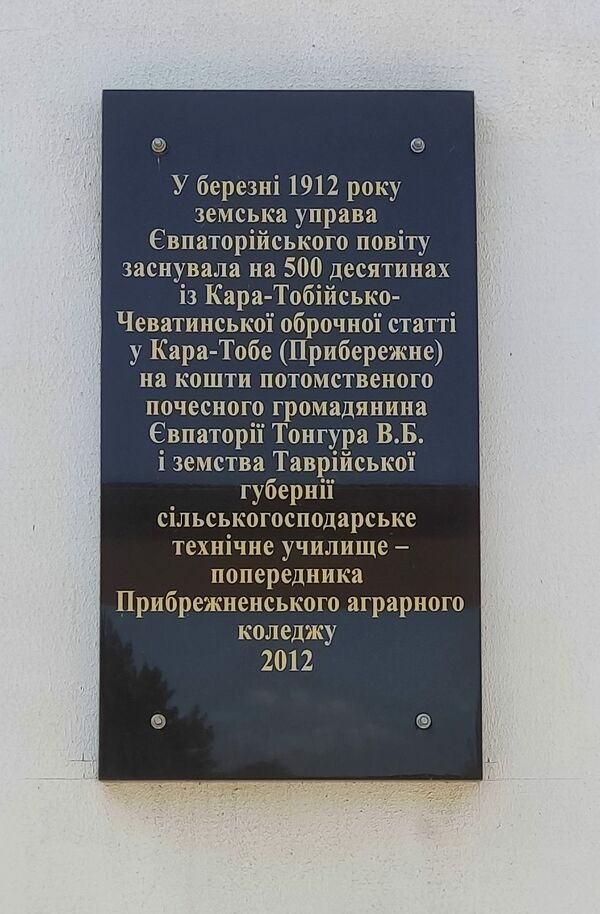 У березні 1912 року
земська управа
Євпаторійського повіту
заснувала на 500 десятинах
із Кара-Тобійсько-
Чеватинської оброчної статті
у Кара-Тобе (Прибережне)
на кошти потомственого
почесного громадянина
Євпаторії Тонгура В.Б.
і земства Таврійської
губернії
сільськогосподарське
технічне училище –
попередника
Прибрежненського аграрного
коледжу
2012